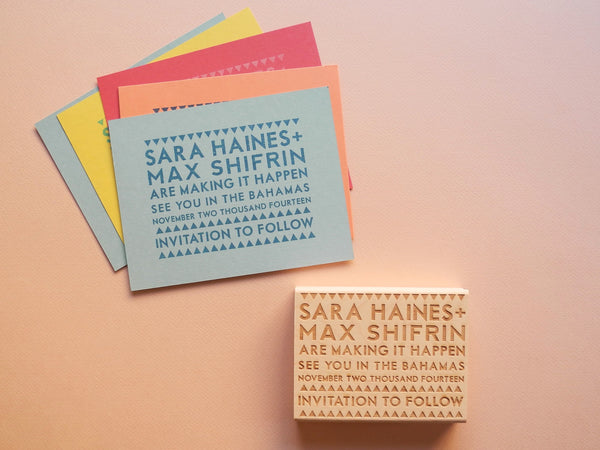 SARA HAINES+
MAX SHIFRIN
ARE MAKING IT HAPPEN
SEE YOU IN THE BAHAMAS
NOVEMBER TWO THOUSAND FOURTEEN
INVITATION TO FOLLOW
SARA HAINES+
MAX SHIFRIN
ARE MAKING IT HAPPEN
SEE YOU IN THE BAHAMAS
NOVEMBER TWO THOUSAND FOURTEEN
INVITATION TO FOLLOW